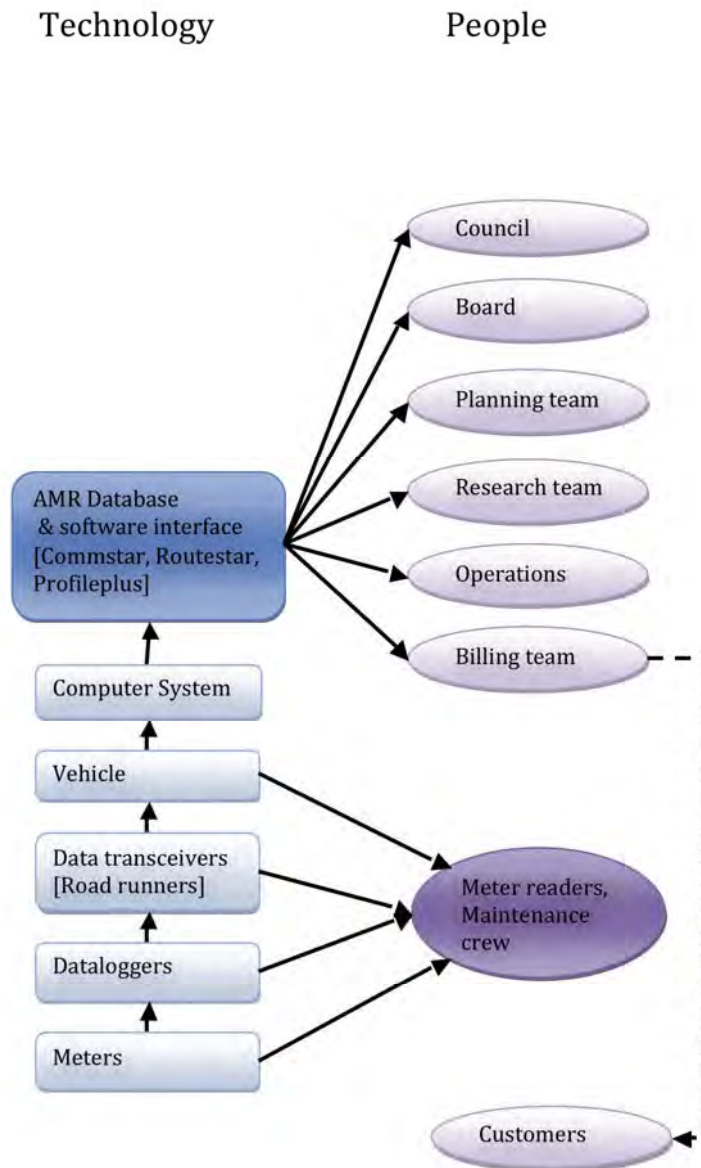 Technology
People
Council
Board
Planning team
Research team
Operations
Billing team
AMR Database
& software interface
[Commstar, Routestar,
Profileplus]
Computer System
Vehicle
Data transceivers
[Road runners]
Dataloggers
Meters
Meter readers,
Maintenance
crew
Customers